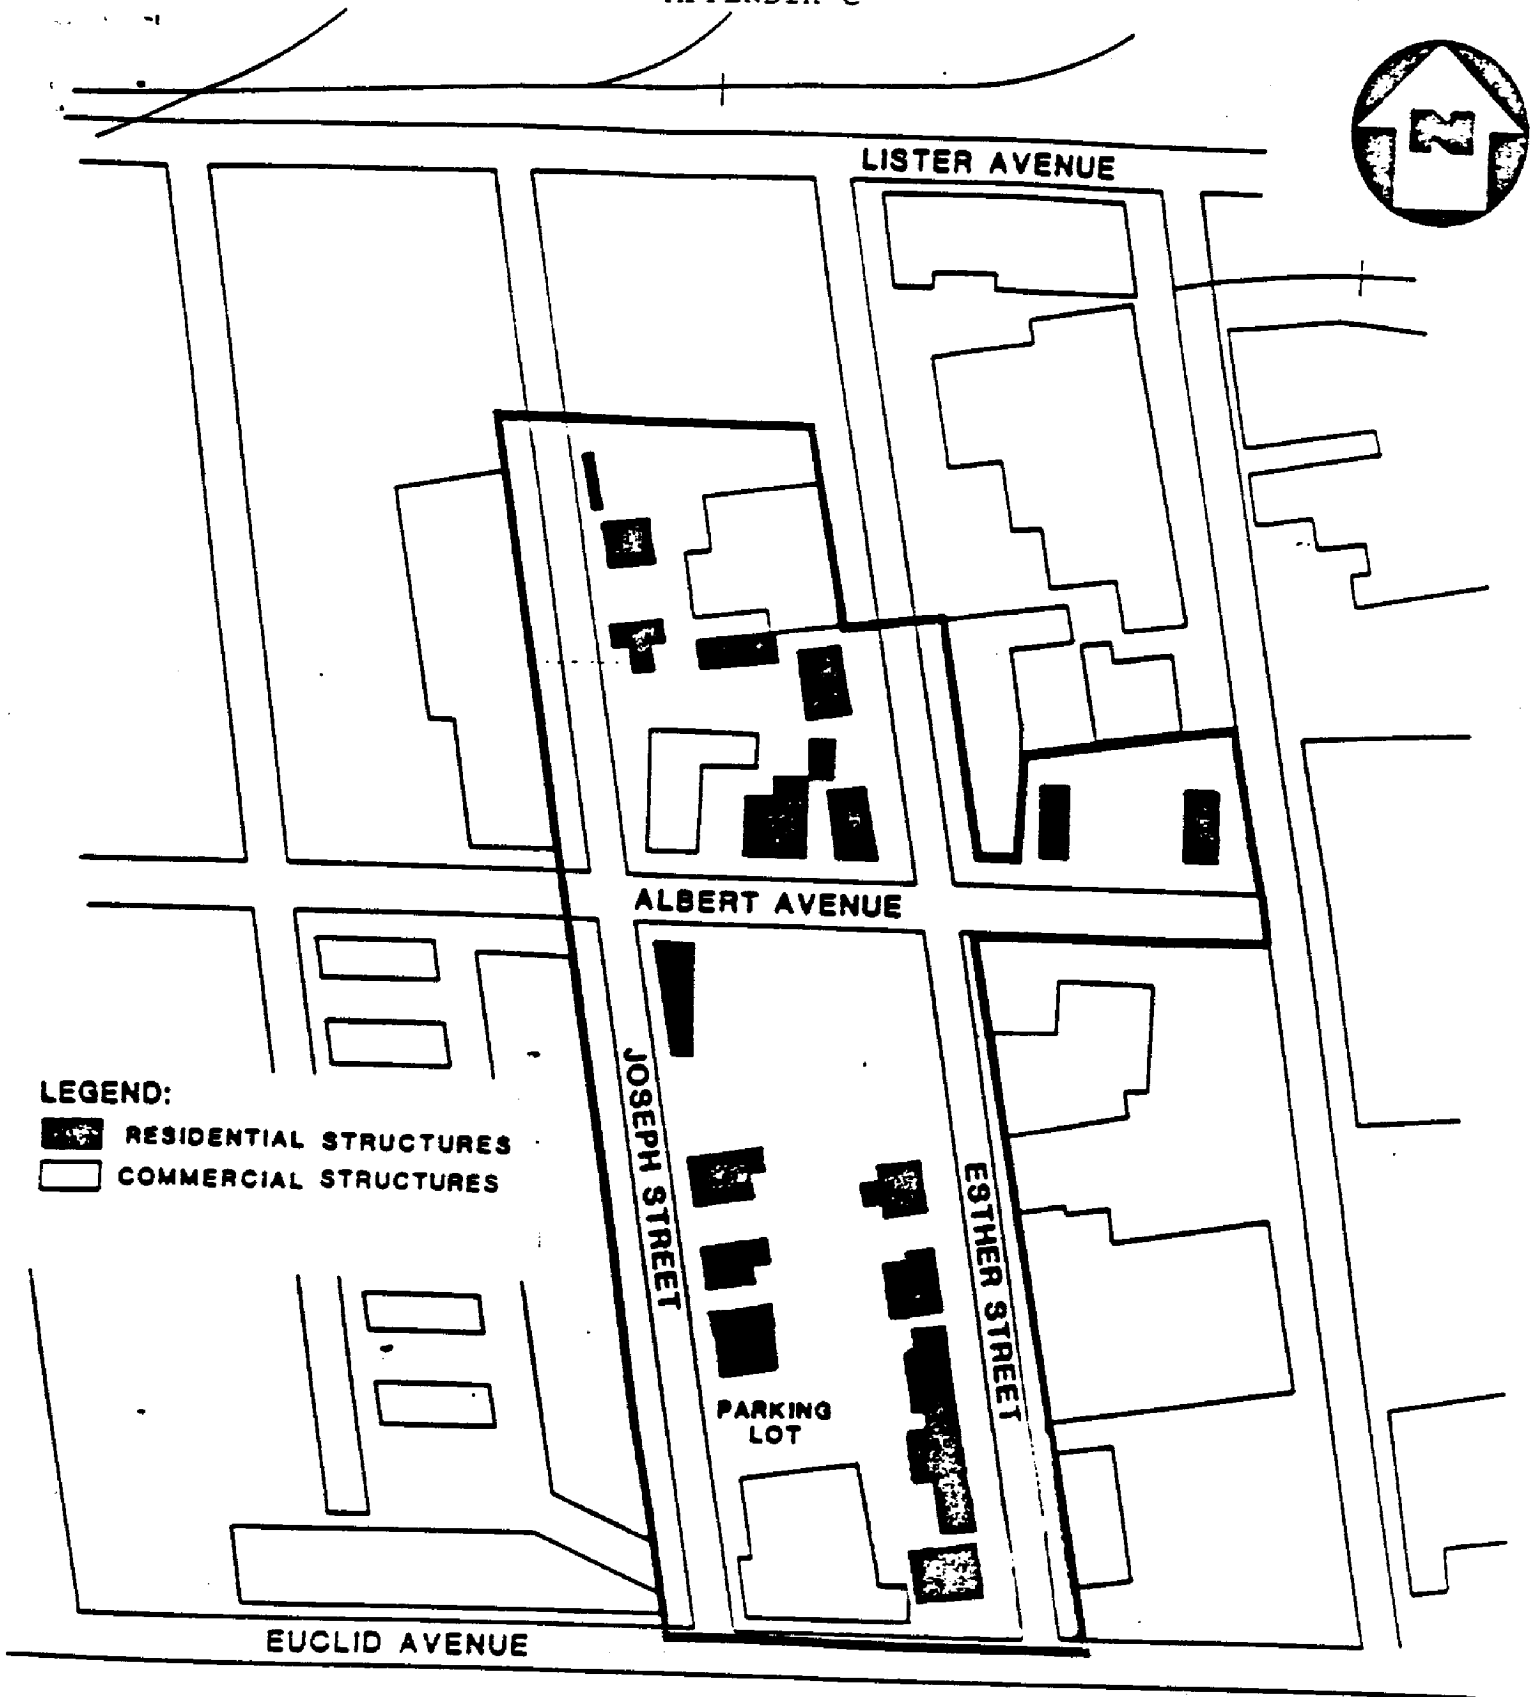 LISTER AVENUE
N
ALBERT AVENUE
JOSEPH STREET
LEGEND:
RESIDENTIAL STRUCTURES
COMMERCIAL STRUCTURES
ESTHER STREET
PARKING
LOT
EUCLID AVENUE